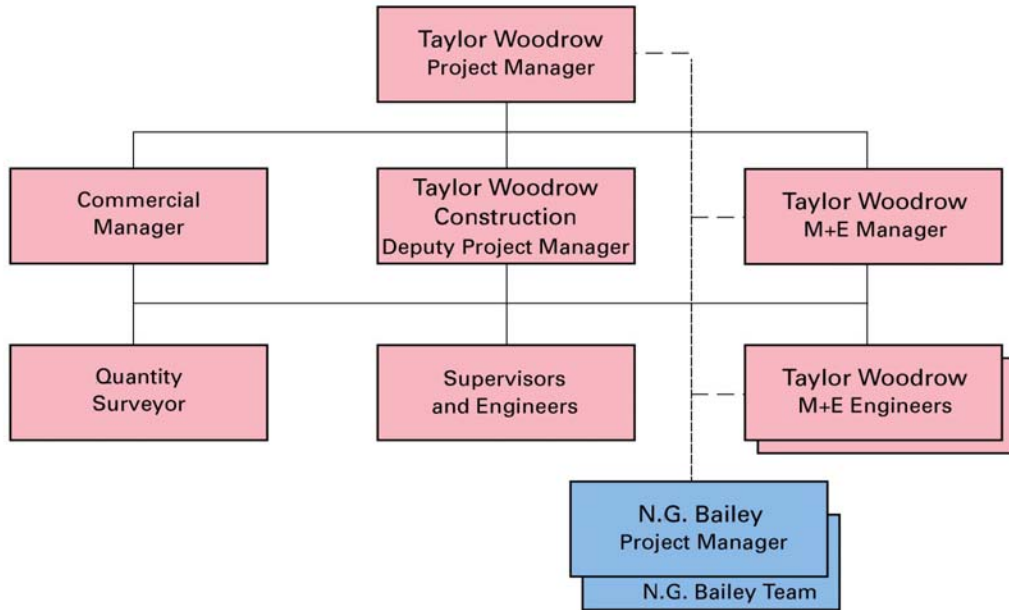 Taylor Woodrow
Project Manager
Commercial
Manager
Taylor Woodrow
Construction
Deputy Project Manager
Taylor Woodrow
M+E Manager
Quantity
Surveyor
Supervisors
and Engineers
Taylor Woodrow
M+E Engineers
N.G. Bailey
Project Manager
N.G. Bailey Team